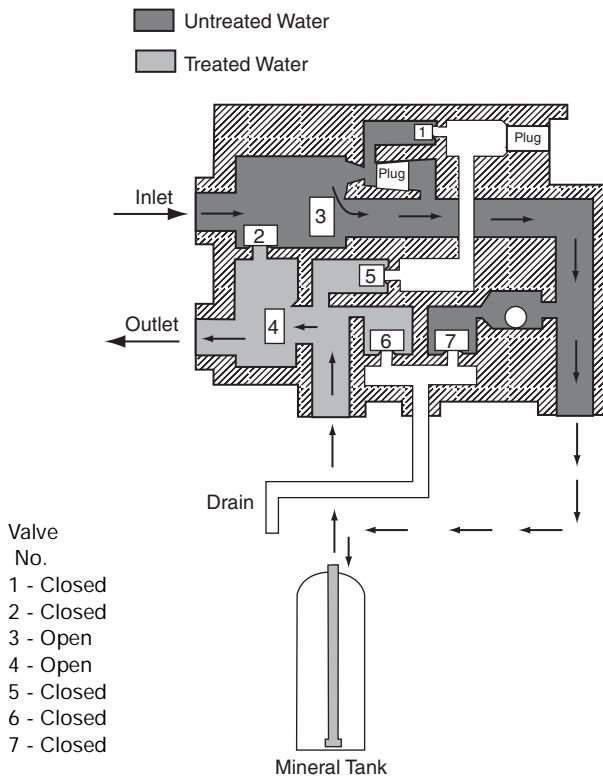 Untreated Water
Treated Water
1
Plug
Plug
Inlet
3
2
5
Outlet
4
6
7
Drain
Valve
No.
1 - Closed
2 - Closed
3 - Open
4 - Open
5 - Closed
6 - Closed
7 - Closed
Mineral Tank